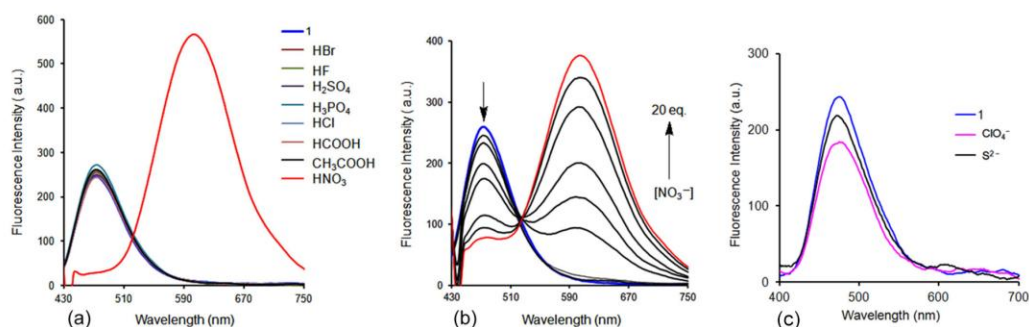 600
500
400
300
200
100
0
430
510
590
670
750
Fluorescence Intensity ( a.u.)
Wavelength (nm)
(a)
1
HBr
HF
H₂SO₄
H₃PO₄
HCl
HCOOH
CH₃COOH
HNO₃
400
300
200
100
0
430
510
590
670
750
Fluorescence Intensity (a.u.)
Wavelength (nm)
(b)
20 eq.
[NO₃⁻]
300
200
100
0
400
500
600
700
Fluorescence Intensity (a.u.)
Wavelength (nm)
(c)
1
ClO₄⁻
S²⁻